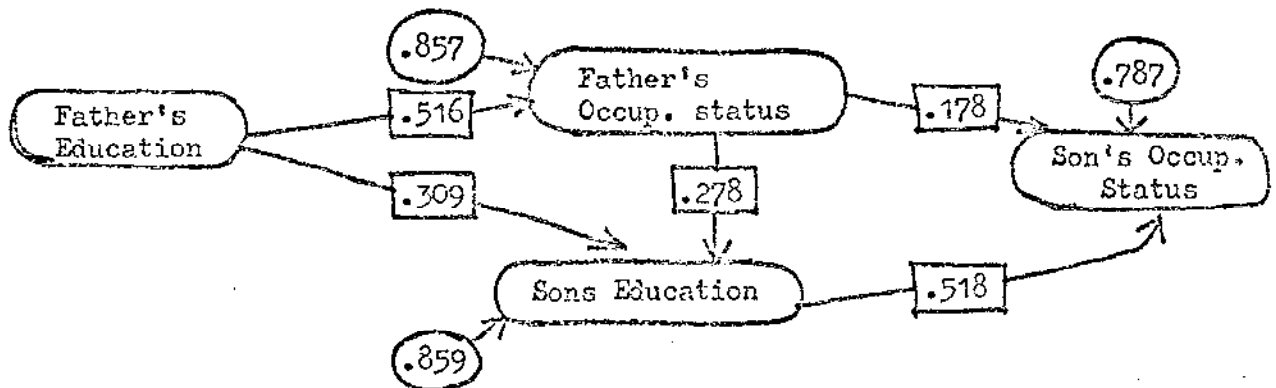 .857
Father's
Occup. status
.787
Father's
Education
.516
.178
Son's Occup.
Status
.309
.278
Sons Education
.518
.859